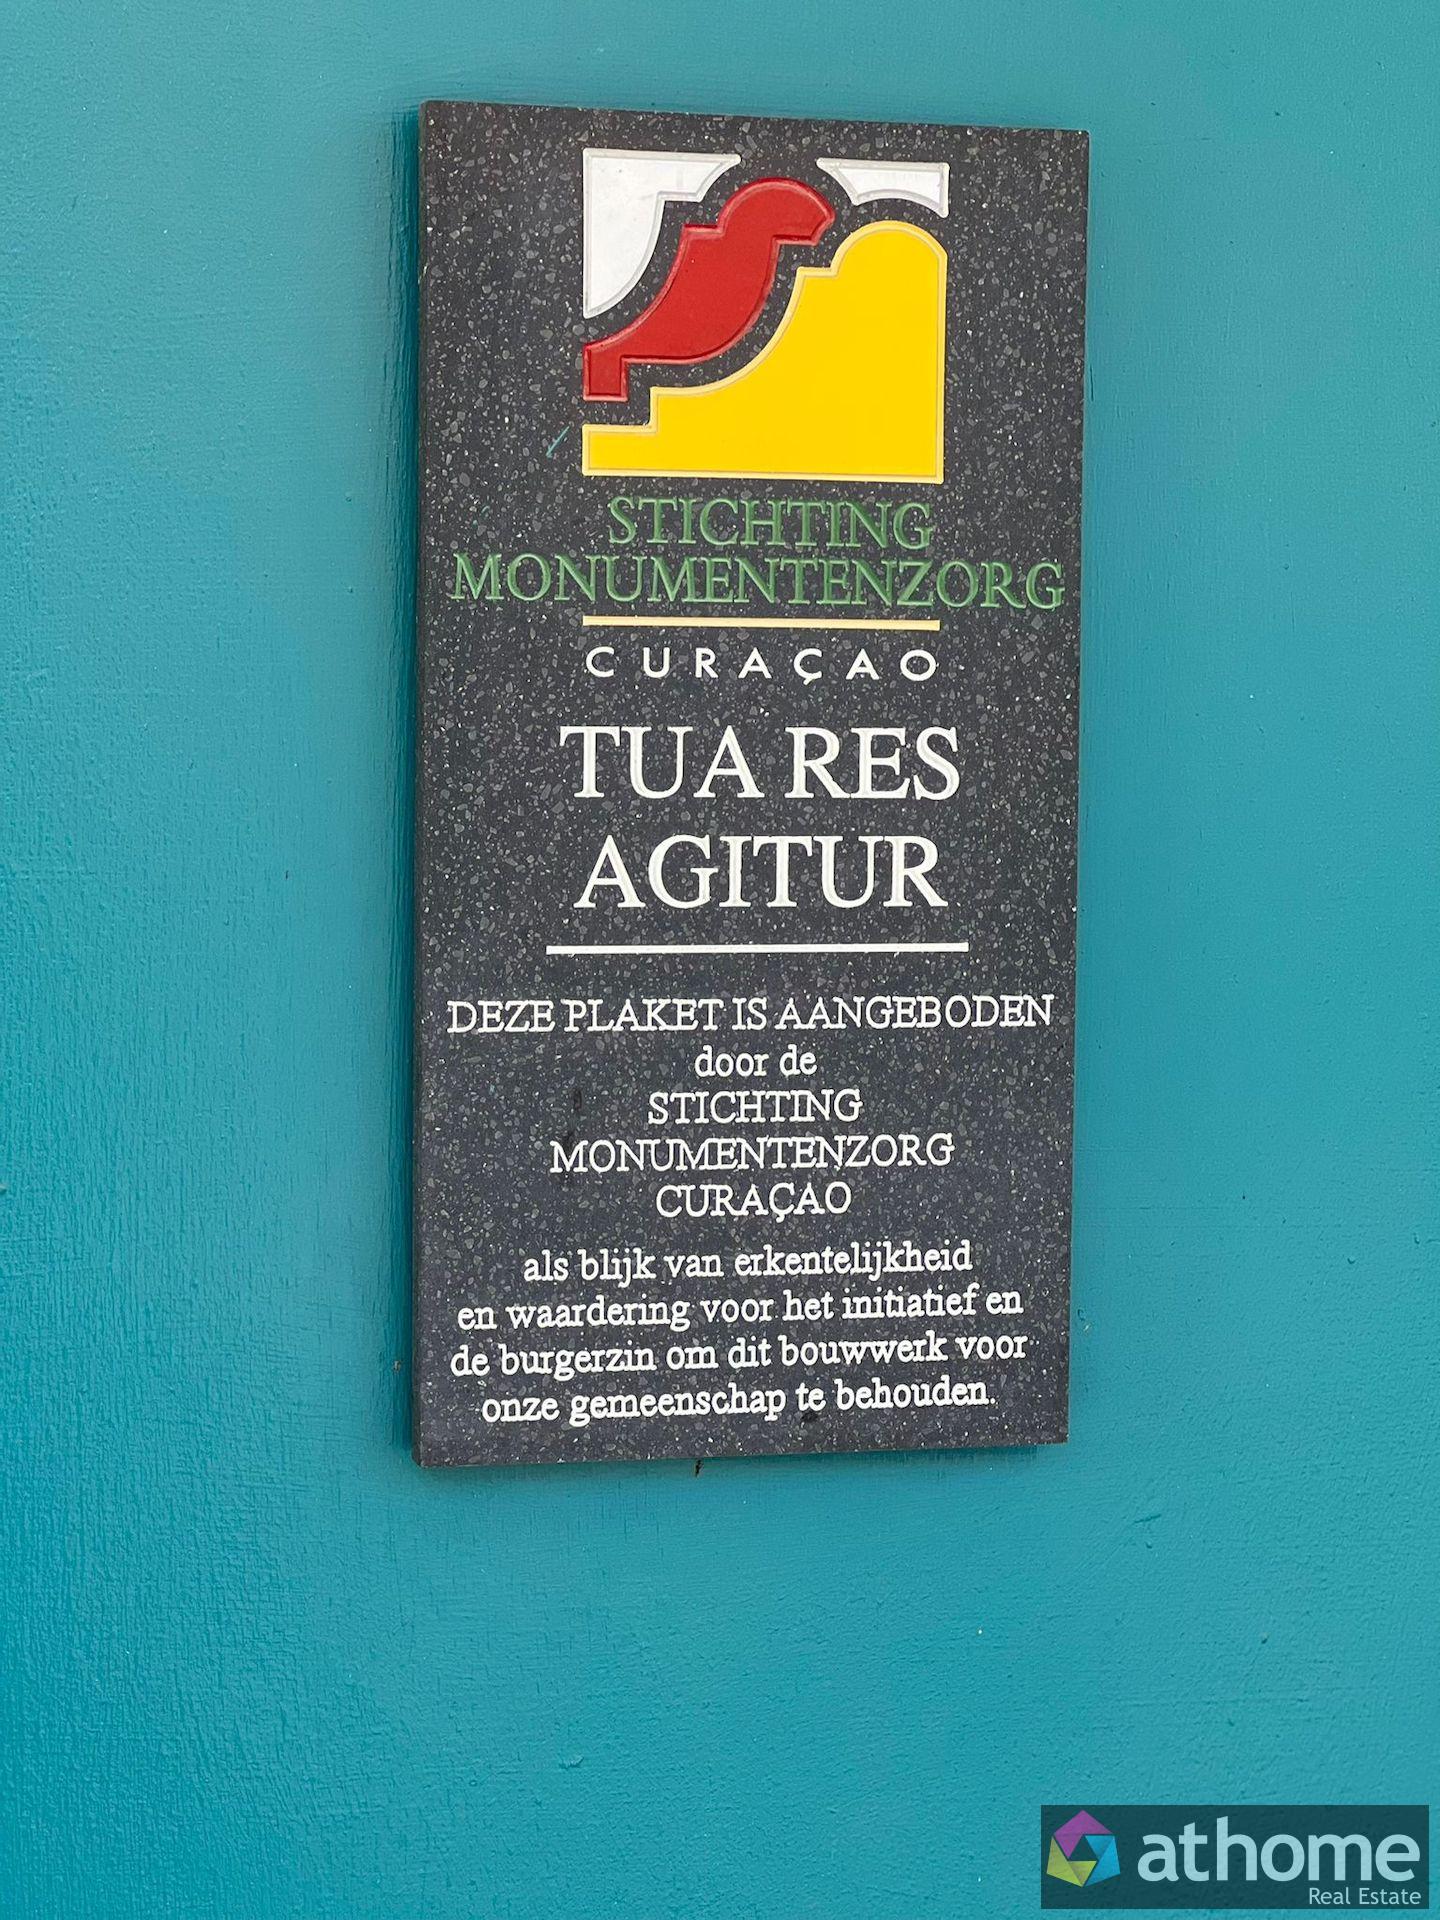 STICHTING
MONUMENTENZORG
CURAÇAO
TUA RES
AGITUR
DEZE PLAKET IS AANGEBODEN
door de
STICHTING
MONUMENTENZORG
CURAÇAO
als blijk van erkentelijkheid
en waardering voor het initiatief en
de burgerzin om dit bouwwerk voor
onze gemeenschap te behouden.
athome
Real Estate